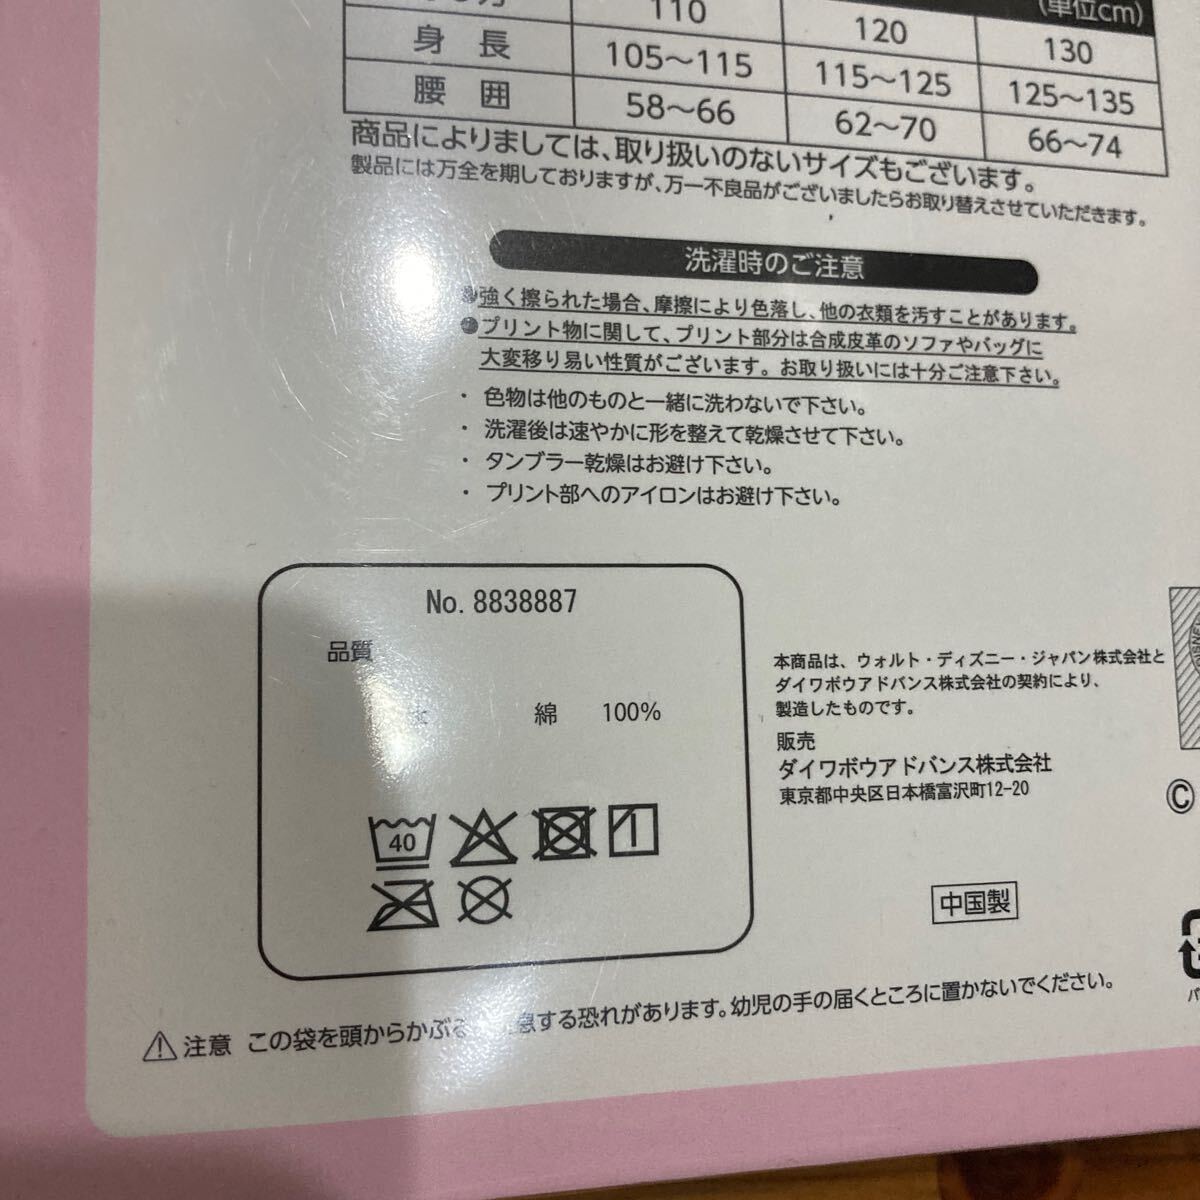 (単位cm)
110 120 130
身長 105～115 115～125 125～135
腰囲 58～66 62～70 66～74
商品によりましては、取り扱いのないサイズもございます。
製品には万全を期しておりますが、万一不良品がございましたらお取り替えさせていただきます。
洗濯時のご注意
●強く擦られた場合、摩擦により色落し、他の衣類を汚すことがあります。
●プリント物に関して、プリント部分は合成皮革のソファやバッグに
大変移り易い性質がございます。お取り扱いには十分ご注意下さい。
・ 色物は他のものと一緒に洗わないで下さい。
・ 洗濯後は速やかに形を整えて乾燥させて下さい。
・ タンブラー乾燥はお避け下さい。
・ プリント部へのアイロンはお避け下さい。
No. 8838887
品質
綿 100%
40
本商品は、ウォルト・ディズニー・ジャパン株式会社と
ダイワボウアドバンス株式会社の契約により、
製造したものです。
販売
ダイワボウアドバンス株式会社
東京都中央区日本橋富沢町12-20
©
中国製
注意 この袋を頭からかぶる 息する恐れがあります。幼児の手の届くところに置かないでください。